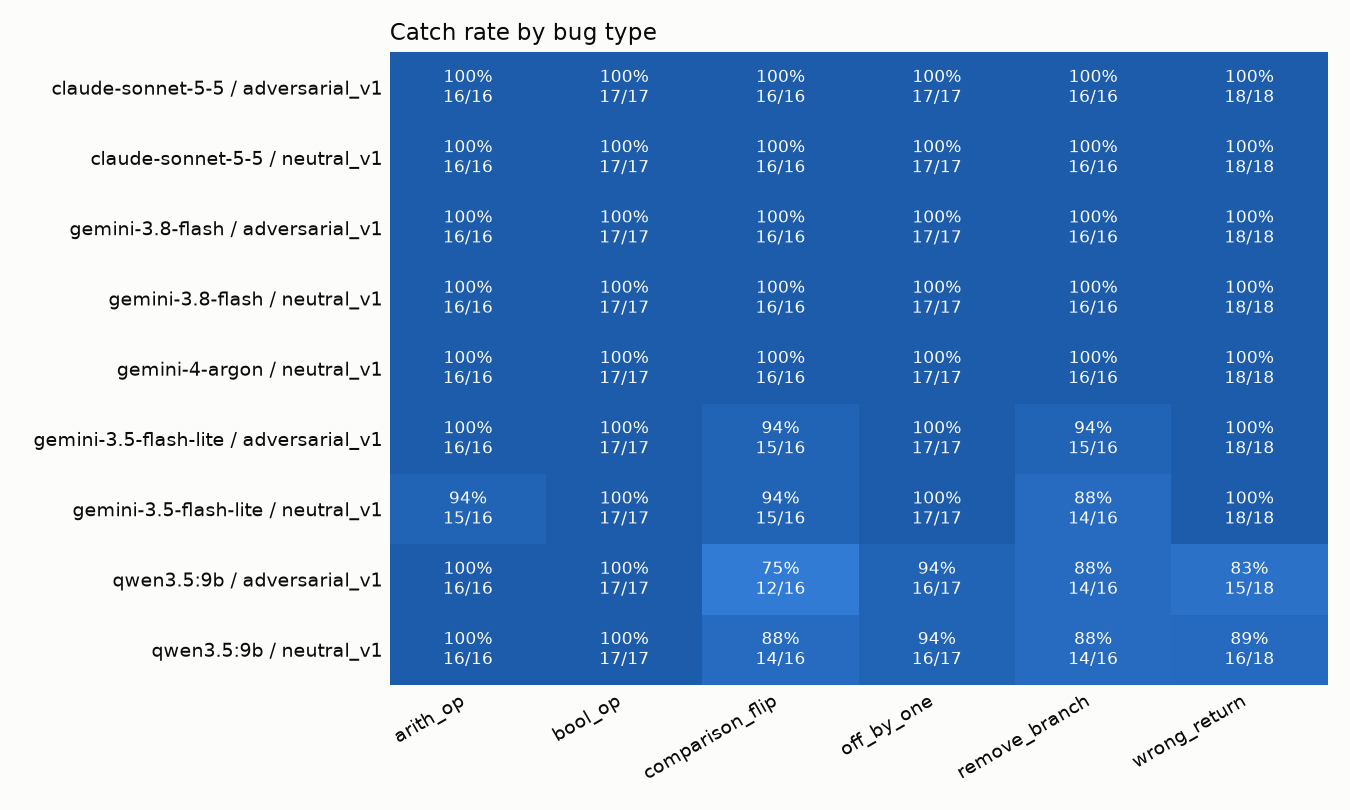 Catch rate by bug type
claude-sonnet-5-5 / adversarial_v1
100% 100% 100% 100% 100% 100%
16/16 17/17 16/16 17/17 16/16 18/18
claude-sonnet-5-5 / neutral_v1
100% 100% 100% 100% 100% 100%
16/16 17/17 16/16 17/17 16/16 18/18
gemini-3.8-flash / adversarial_v1
100% 100% 100% 100% 100% 100%
16/16 17/17 16/16 17/17 16/16 18/18
gemini-3.8-flash / neutral_v1
100% 100% 100% 100% 100% 100%
16/16 17/17 16/16 17/17 16/16 18/18
gemini-4-argon / neutral_v1
100% 100% 100% 100% 100% 100%
16/16 17/17 16/16 17/17 16/16 18/18
gemini-3.5-flash-lite / adversarial_v1
100% 100% 94% 100% 94% 100%
16/16 17/17 15/16 17/17 15/16 18/18
gemini-3.5-flash-lite / neutral_v1
94% 100% 94% 100% 88% 100%
15/16 17/17 15/16 17/17 14/16 18/18
qwen3.5:9b / adversarial_v1
100% 100% 75% 94% 88% 83%
16/16 17/17 12/16 16/17 14/16 15/18
qwen3.5:9b / neutral_v1
100% 100% 88% 94% 88% 89%
16/16 17/17 14/16 16/17 14/16 16/18
arith_op bool_op comparison_flip off_by_one remove_branch wrong_return